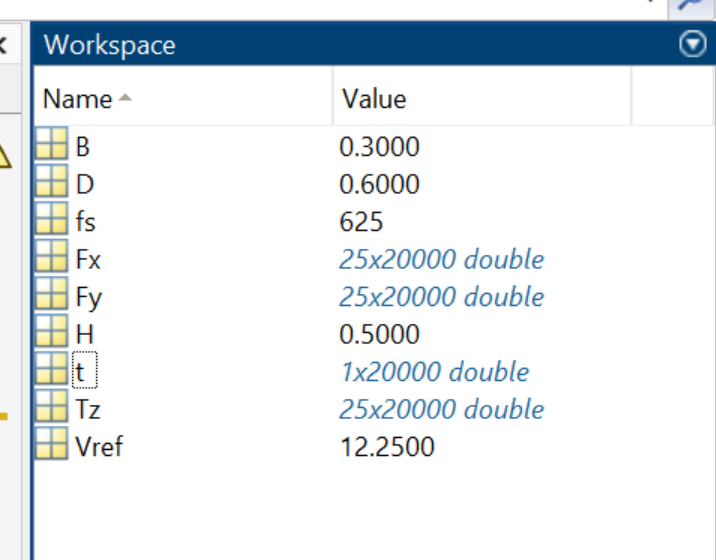 Workspace
Name Value
B 0.3000
D 0.6000
fs 625
Fx 25x20000 double
Fy 25x20000 double
H 0.5000
t 1x20000 double
Tz 25x20000 double
Vref 12.2500